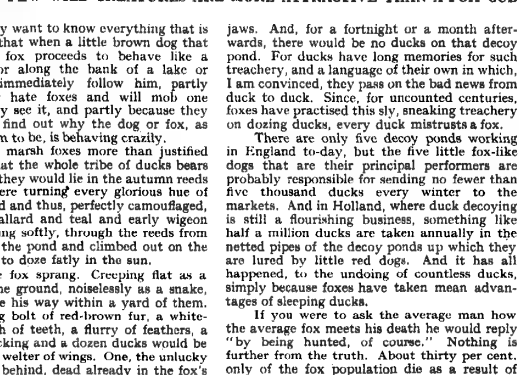 y want to know everything that is
that when a little brown dog that
fox proceeds to behave like a
or along the bank of a lake or
immediately follow him, partly
hate foxes and will mob one
y see it, and partly because they
find out why the dog or fox, as
m to be, is behaving crazily.
marsh foxes more than justified
at the whole tribe of ducks bears
they would lie in the autumn reeds
ere turning every glorious hue of
d and thus, perfectly camouflaged,
allard and teal and early wigeon
ng softly, through the reeds from
the pond and climbed out on the
to doze fatly in the sun.
e fox sprang. Creeping flat as a
he ground, noiselessly as a snake,
e his way within a yard of them.
g bolt of red-brown fur, a white-
h of teeth, a flurry of feathers, a
cking and a dozen ducks would be
welter of wings. One, the unlucky
behind, dead already in the fox's
jaws. And, for a fortnight or a month after-
wards, there would be no ducks on that decoy
pond. For ducks have long memories for such
treachery, and a language of their own in which,
I am convinced, they pass on the bad news from
duck to duck. Since, for uncounted centuries,
foxes have practised this sly, sneaking treachery
on dozing ducks, every duck mistrusts a fox.
There are only five decoy ponds working
in England to-day, but the five little fox-like
dogs that are their principal performers are
probably responsible for sending no fewer than
five thousand ducks every winter to the
markets. And in Holland, where duck decoying
is still a flourishing business, something like
half a million ducks are taken annually in the
netted pipes of the decoy ponds up which they
are lured by little red dogs. And it has all
happened, to the undoing of countless ducks,
simply because foxes have taken mean advan-
tages of sleeping ducks.
If you were to ask the average man how
the average fox meets his death he would reply
"by being hunted, of course." Nothing is
further from the truth. About thirty per cent.
only of the fox population die as a result of